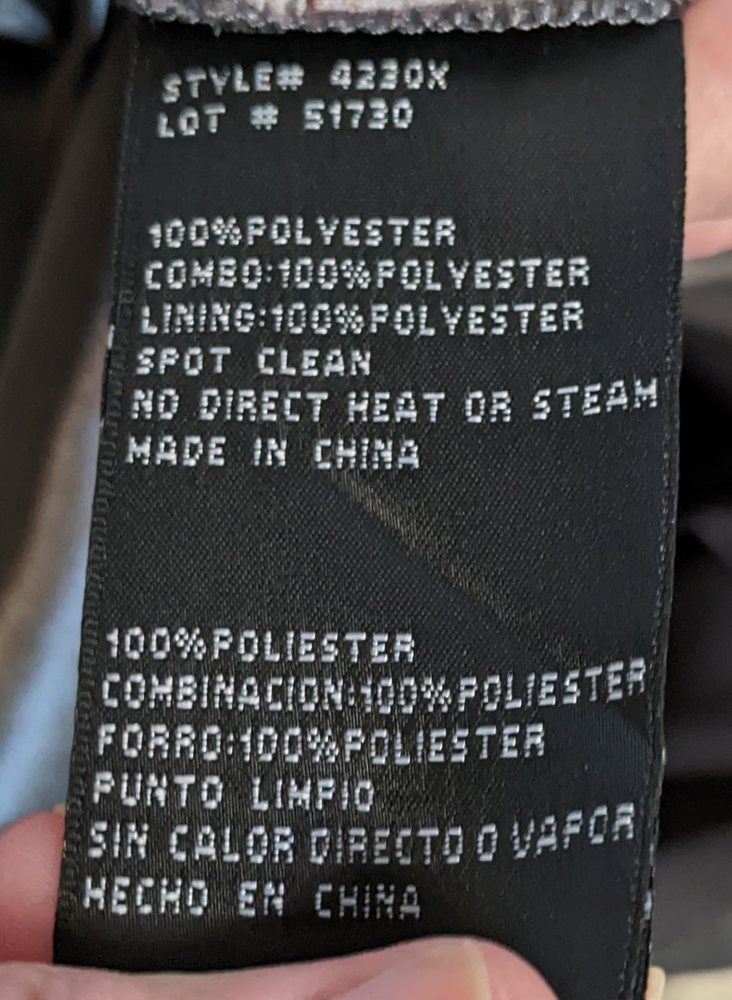 STYLE# 4230X
LOT # 51730
100%POLYESTER
COMBO:100%POLYESTER
LINING:100%POLYESTER
SPOT CLEAN
NO DIRECT HEAT OR STEAM
MADE IN CHINA
100%POLIESTER
COMBINACION:100%POLIESTER
FORRO:100%POLIESTER
PUNTO LIMPIO
SIN CALOR DIRECTO O VAPOR
HECHO EN CHINA